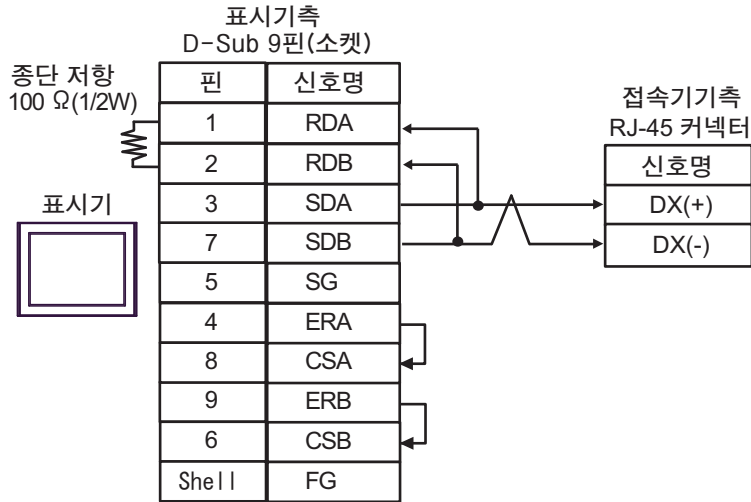 표시기측
D-Sub 9핀(소켓)
종단 저항
100 Ω(1/2W)
핀 신호명
1 RDA
2 RDB
3 SDA
7 SDB
5 SG
4 ERA
8 CSA
9 ERB
6 CSB
Shell FG
표시기
접속기기측
RJ-45 커넥터
신호명
DX(+)
DX(-)